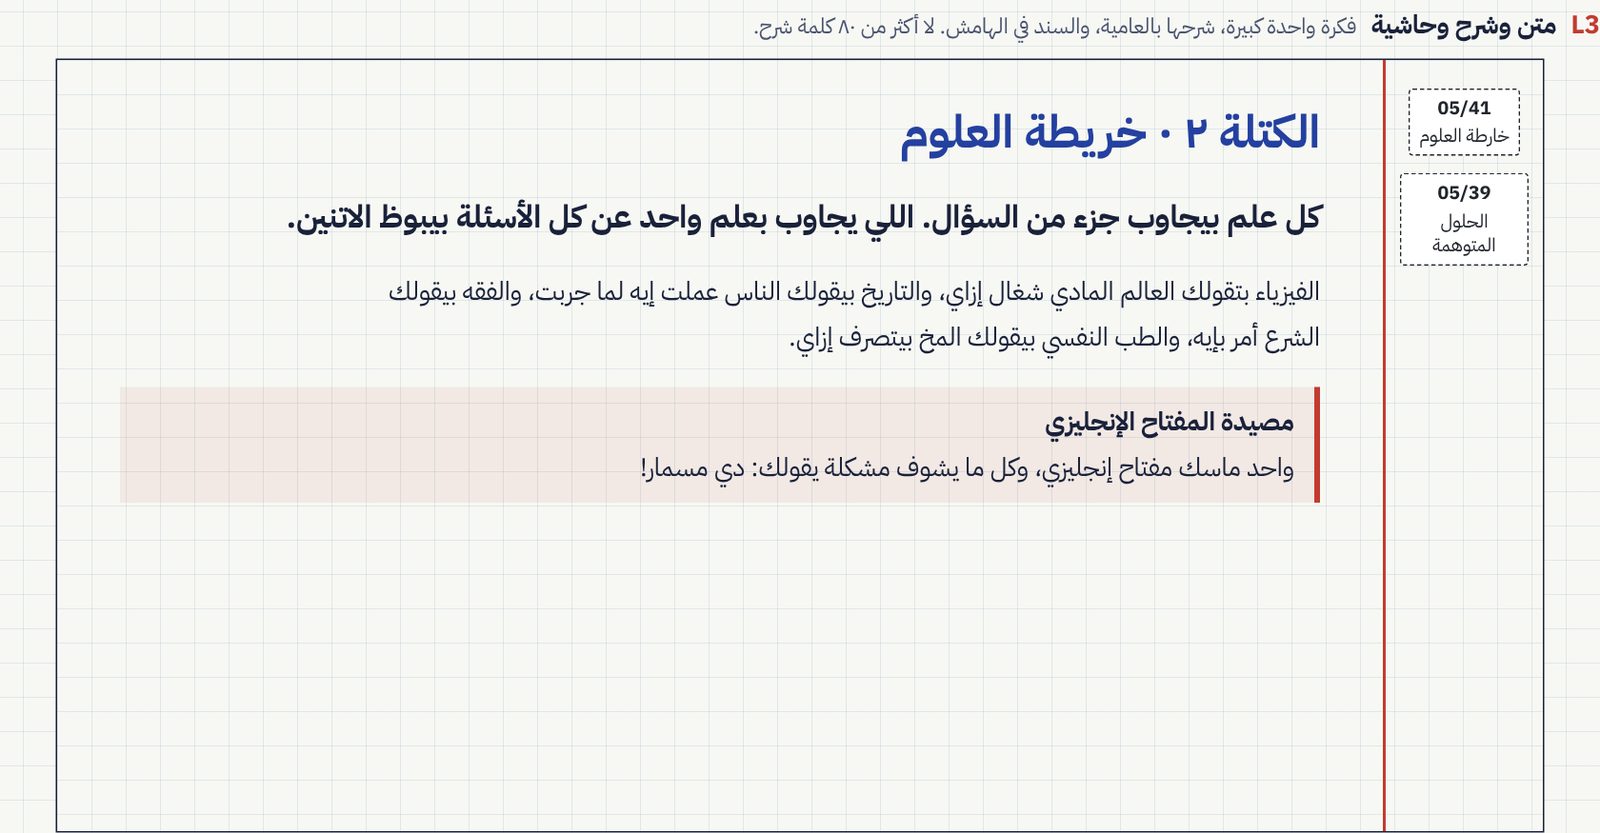 L3 متن وشرح وحاشية فكرة واحدة كبيرة، شرحها بالعامية، والسند في الهامش. لا أكثر من ٨٠ كلمة شرح.
05/41
خارطة العلوم
05/39
الحلول
المتوهمة
الكتلة ٢ · خريطة العلوم
كل علم بيجاوب جزء من السؤال. اللي يجاوب بعلم واحد عن كل الأسئلة بيبوظ الاتنين.
الفيزياء بتقولك العالم المادي شغال إزاي، والتاريخ بيقولك الناس عملت إيه لما جربت، والفقه بيقولك
الشرع أمر بإيه، والطب النفسي بيقولك المخ بيتصرف إزاي.
مصيدة المفتاح الإنجليزي
واحد ماسك مفتاح إنجليزي، وكل ما يشوف مشكلة يقولك: دي مسمار!